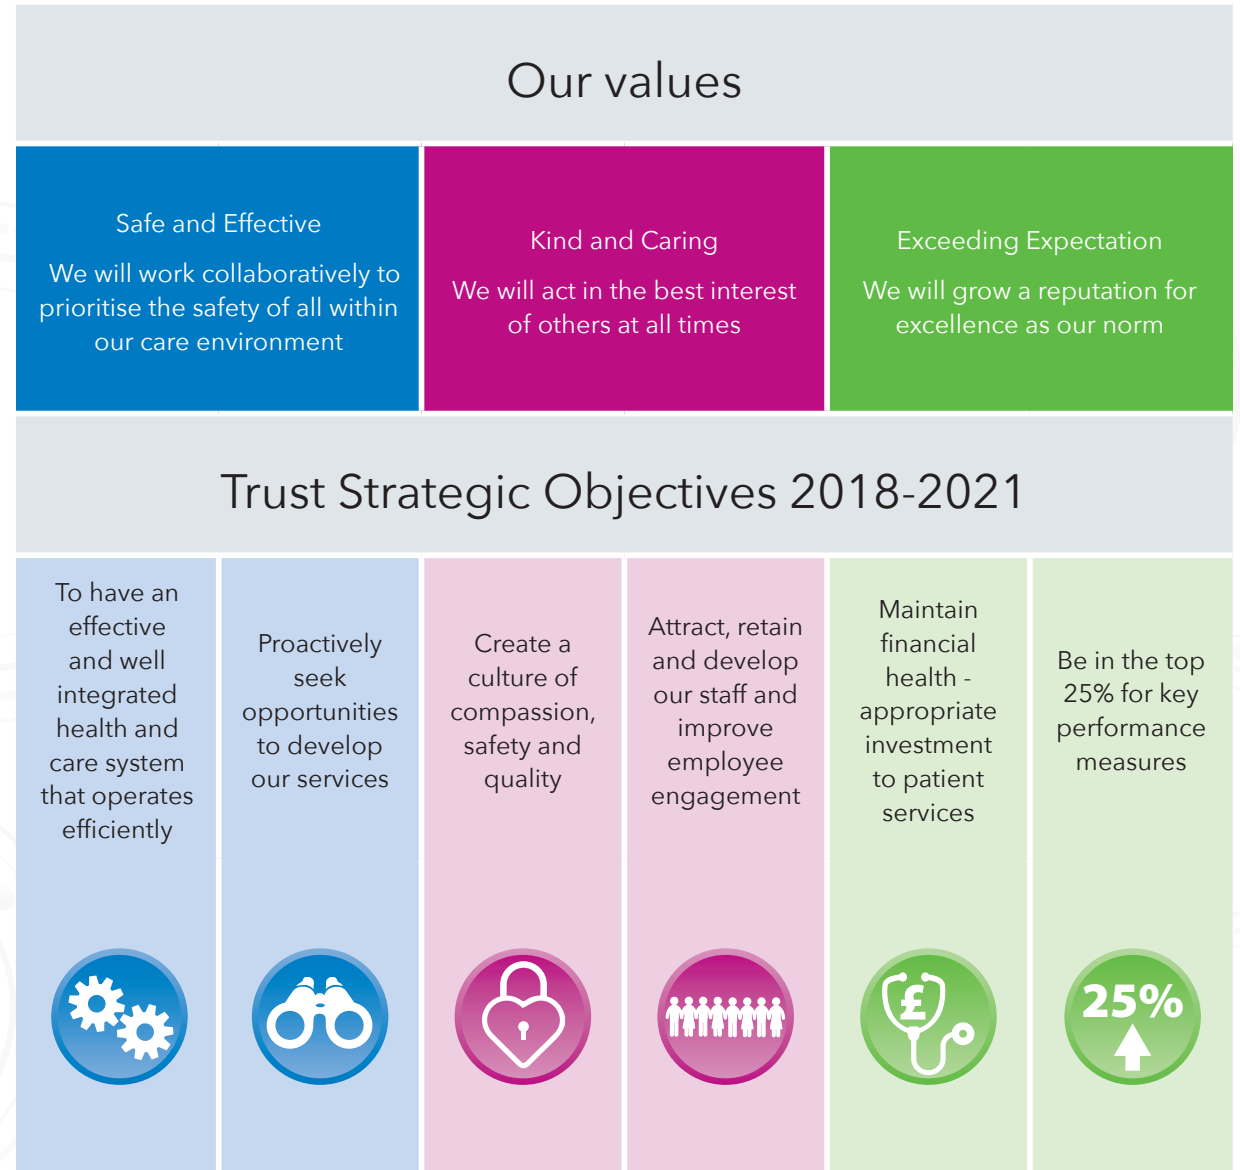 Our values
Safe and Effective
We will work collaboratively to
prioritise the safety of all within
our care environment
Kind and Caring
We will act in the best interest
of others at all times
Exceeding Expectation
We will grow a reputation for
excellence as our norm
Trust Strategic Objectives 2018-2021
To have an
effective
and well
integrated
health and
care system
that operates
efficiently
Proactively
seek
opportunities
to develop
our services
Create a
culture of
compassion,
safety and
quality
Attract, retain
and develop
our staff and
improve
employee
engagement
Maintain
financial
health -
appropriate
investment
to patient
services
Be in the top
25% for key
performance
measures
£
25%